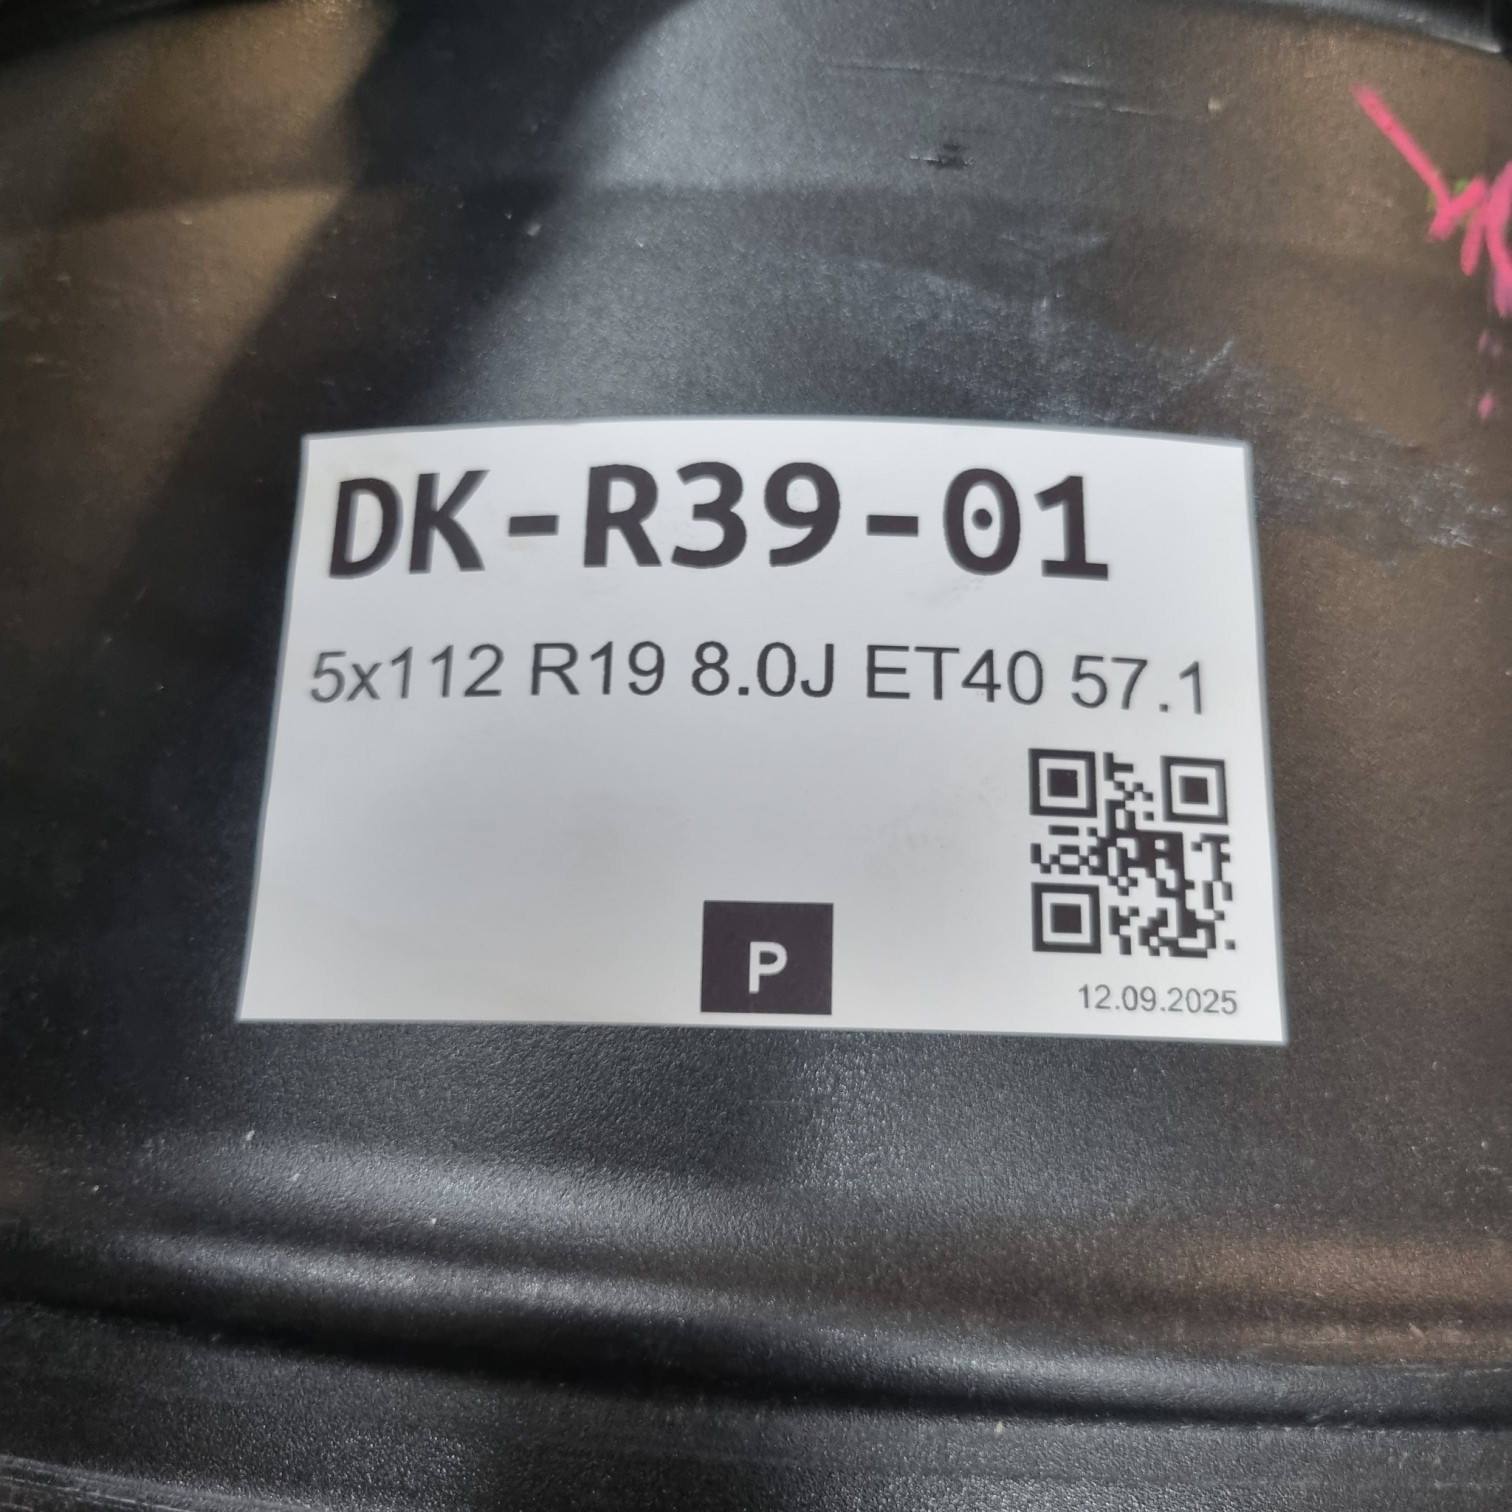 DK-R39-01
5x112 R19 8.0J ET40 57.1
P
12.09.2025